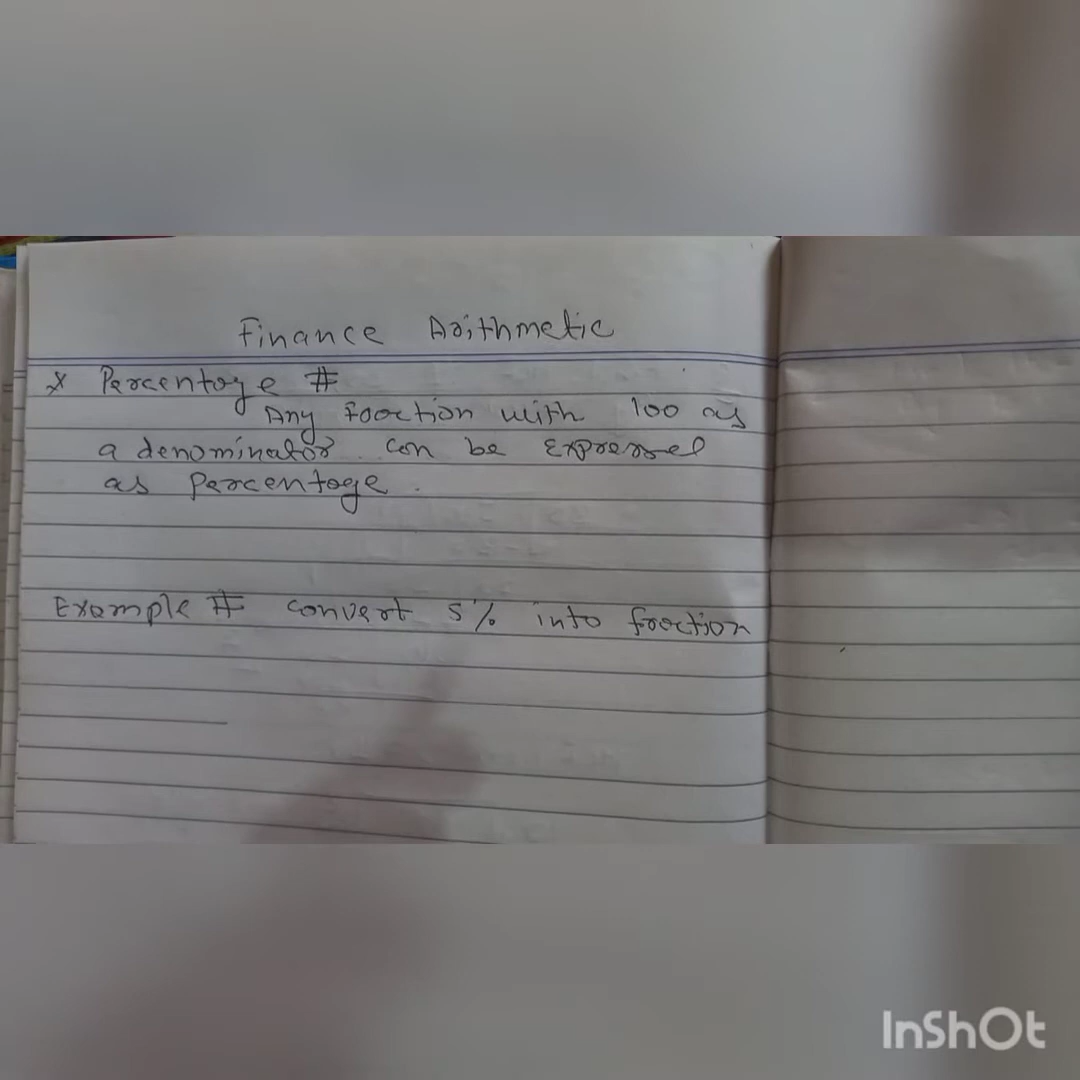 Finance Arithmetic
* Percentage #
Any fraction with 100 as
a denominator can be Expressed
as Percentage.
Example # convert 5% into fraction
InShOt